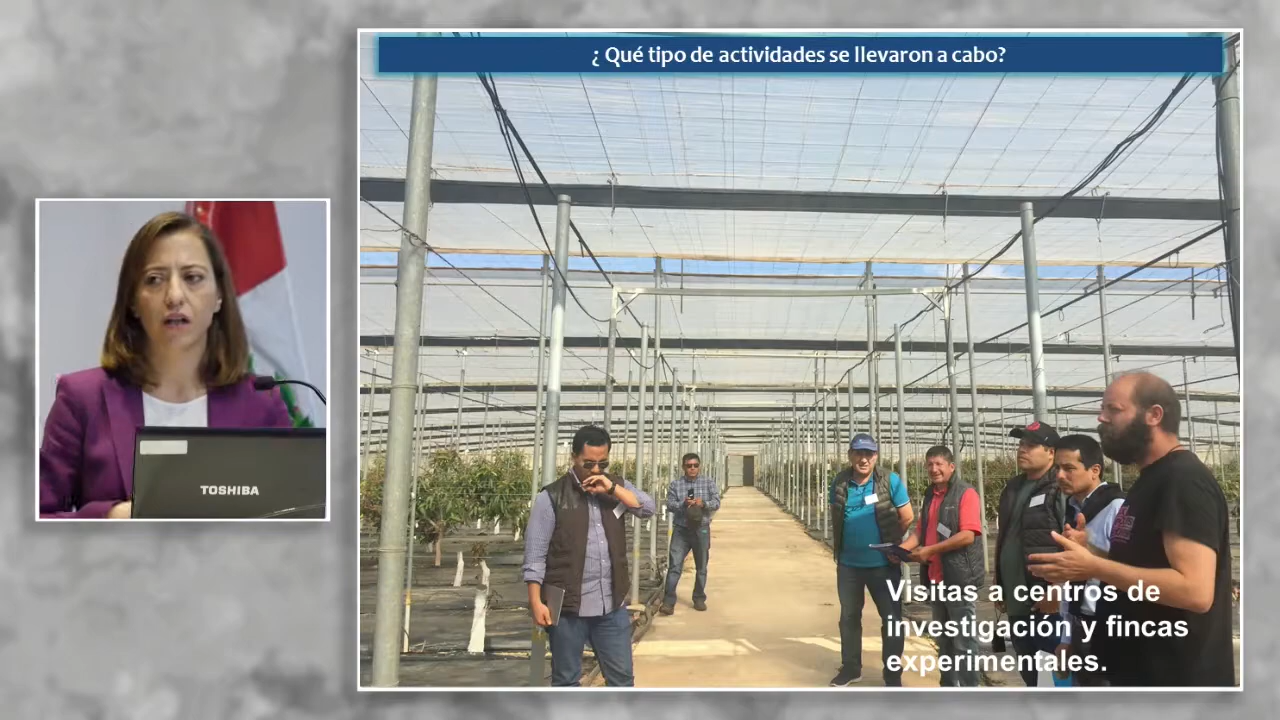 ¿ Qué tipo de actividades se llevaron a cabo?
TOSHIBA
Visitas a centros de
investigación y fincas
experimentales.